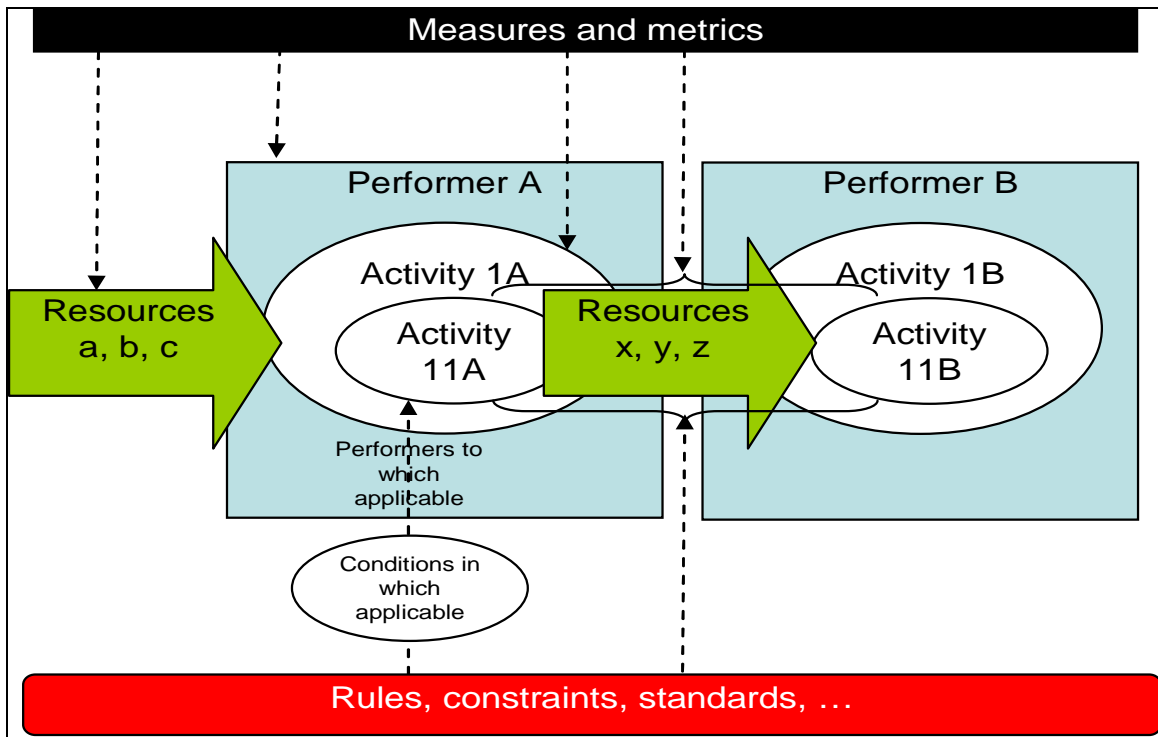 Measures and metrics
Performer A
Performer B
Activity 1A
Activity 1B
Resources
a, b, c
Activity
11A
Resources
x, y, z
Activity
11B
Performers to
which
applicable
Conditions in
which
applicable
Rules, constraints, standards, …